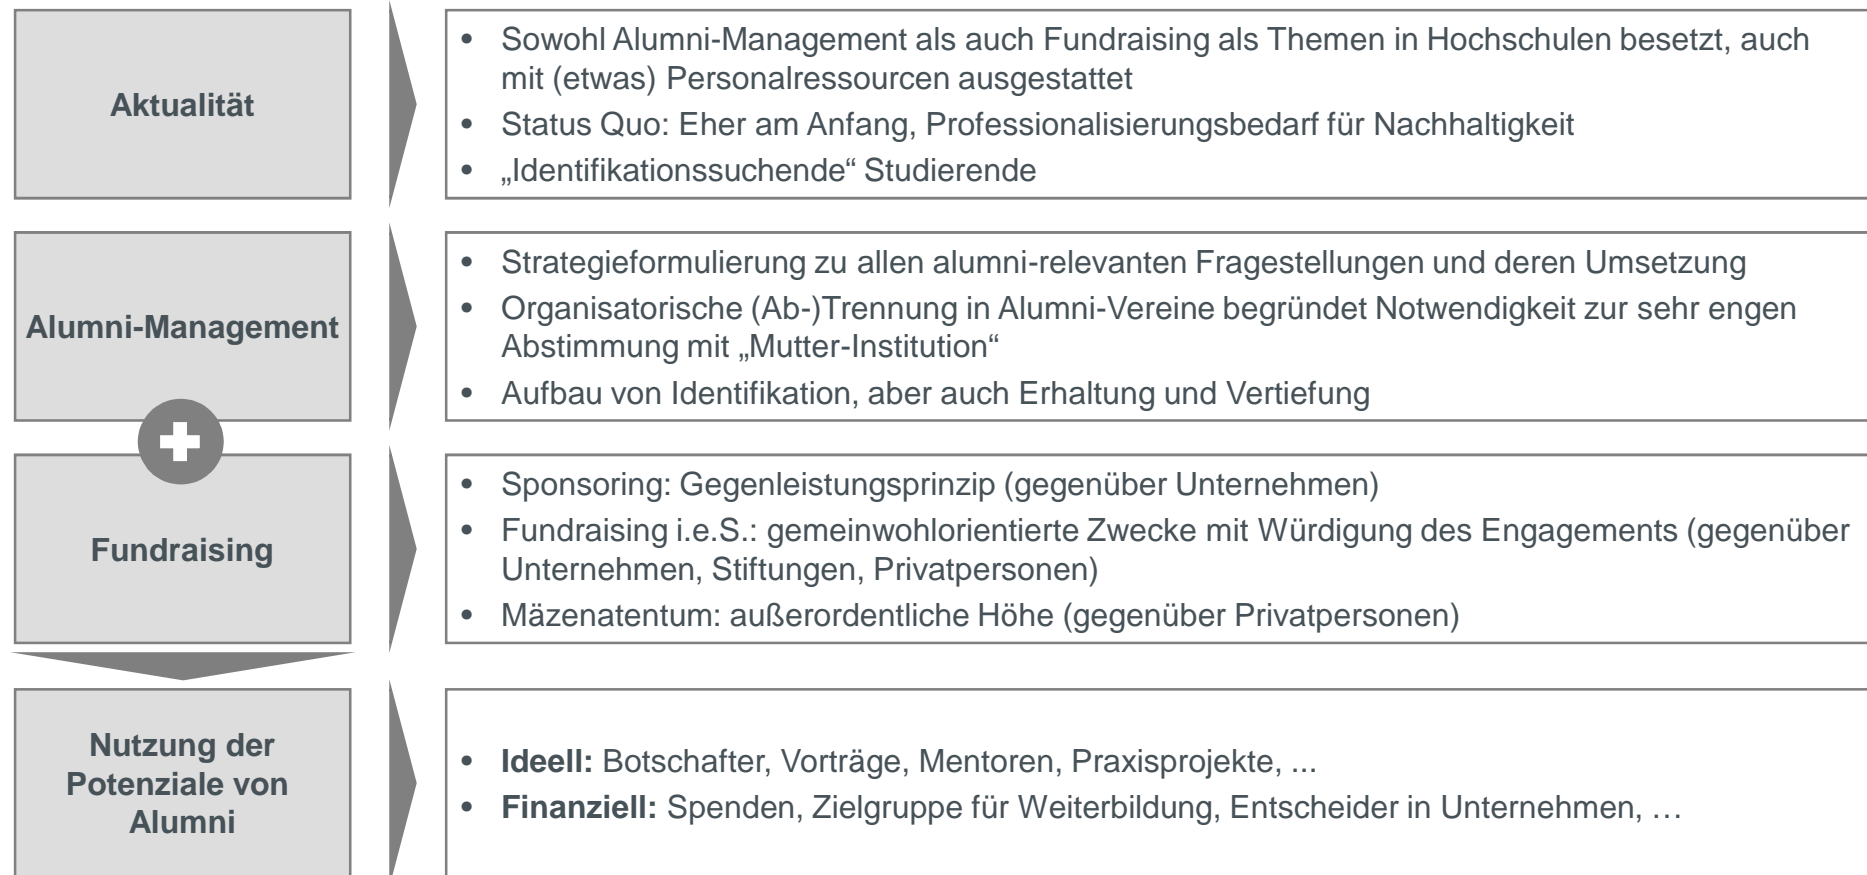 Aktualität
• Sowohl Alumni-Management als auch Fundraising als Themen in Hochschulen besetzt, auch
mit (etwas) Personalressourcen ausgestattet
• Status Quo: Eher am Anfang, Professionalisierungsbedarf für Nachhaltigkeit
• „Identifikationssuchende“ Studierende
Alumni-Management
• Strategieformulierung zu allen alumni-relevanten Fragestellungen und deren Umsetzung
• Organisatorische (Ab-)Trennung in Alumni-Vereine begründet Notwendigkeit zur sehr engen
Abstimmung mit „Mutter-Institution“
• Aufbau von Identifikation, aber auch Erhaltung und Vertiefung
Fundraising
• Sponsoring: Gegenleistungsprinzip (gegenüber Unternehmen)
• Fundraising i.e.S.: gemeinwohlorientierte Zwecke mit Würdigung des Engagements (gegenüber
Unternehmen, Stiftungen, Privatpersonen)
• Mäzenatentum: außerordentliche Höhe (gegenüber Privatpersonen)
Nutzung der
Potenziale von
Alumni
• Ideell: Botschafter, Vorträge, Mentoren, Praxisprojekte, ...
• Finanziell: Spenden, Zielgruppe für Weiterbildung, Entscheider in Unternehmen, …